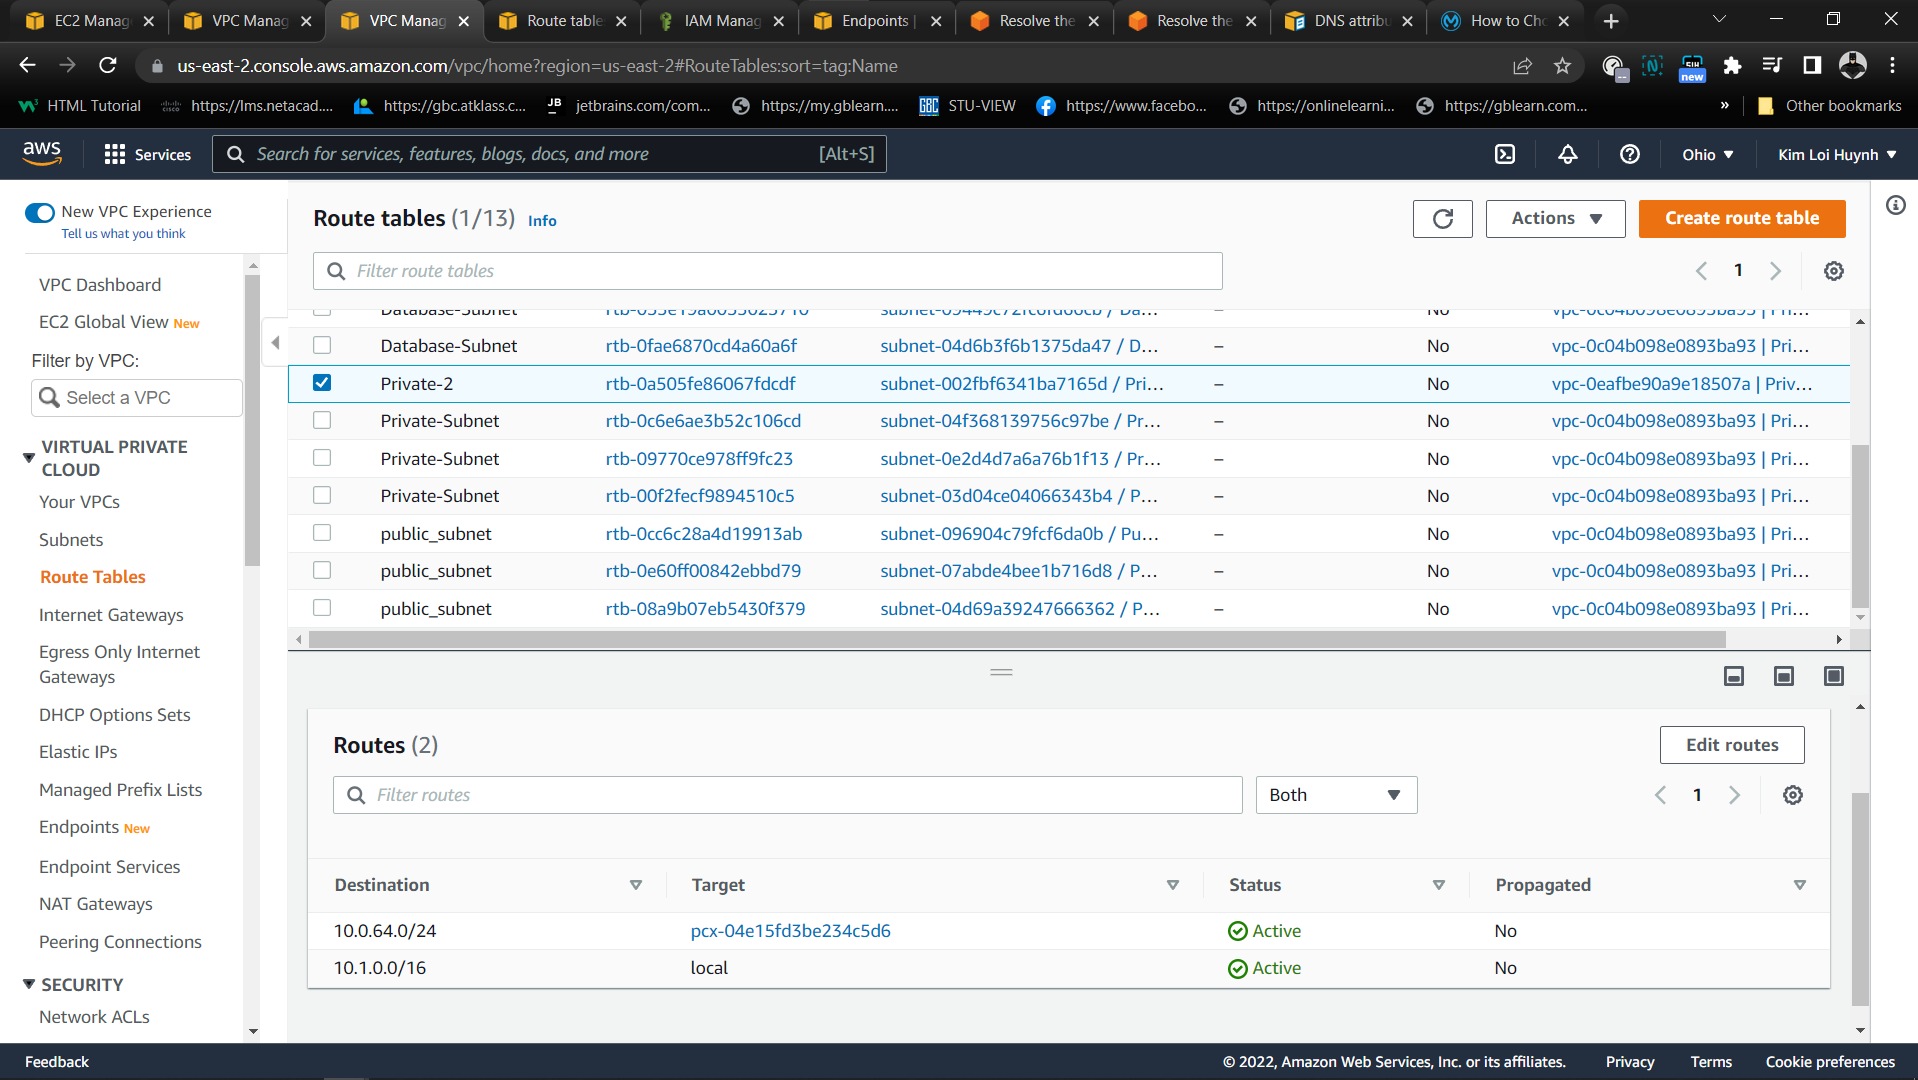 EC2 Manag
VPC Manag
VPC Manag
Route table
IAM Manag
Endpoints |
Resolve the
Resolve the
DNS attribu
How to Ch
us-east-2.console.aws.amazon.com/vpc/home?region=us-east-2#RouteTables:sort=tag:Name
new
HTML Tutorial
https://lms.netacad....
https://gbc.atklass.c...
JB
jetbrains.com/com...
https://my.gblearn....
GBC
STU-VIEW
https://www.facebo...
https://onlinelearni...
https://gblearn.com...
»
Other bookmarks
aws
Services
Search for services, features, blogs, docs, and more
[Alt+S]
Ohio
Kim Loi Huynh
New VPC Experience
Tell us what you think
VPC Dashboard
EC2 Global View New
Filter by VPC:
Select a VPC
VIRTUAL PRIVATE
CLOUD
Your VPCs
Subnets
Route Tables
Internet Gateways
Egress Only Internet
Gateways
DHCP Options Sets
Elastic IPs
Managed Prefix Lists
Endpoints New
Endpoint Services
NAT Gateways
Peering Connections
SECURITY
Network ACLs
Route tables (1/13) Info
Actions
Create route table
Filter route tables
1
Database-Subnet
Database-Subnet rtb-0fae6870cd4a60a6f subnet-04d6b3f6b1375da47 / D... – No vpc-0c04b098e0893ba93 | Pri...
Private-2 rtb-0a505fe86067fdcdf subnet-002fbf6341ba7165d / Pri... – No vpc-0eafbe90a9e18507a | Priv...
Private-Subnet rtb-0c6e6ae3b52c106cd subnet-04f368139756c97be / Pr... – No vpc-0c04b098e0893ba93 | Pri...
Private-Subnet rtb-09770ce978ff9fc23 subnet-0e2d4d7a6a76b1f13 / Pr... – No vpc-0c04b098e0893ba93 | Pri...
Private-Subnet rtb-00f2fecf9894510c5 subnet-03d04ce04066343b4 / P... – No vpc-0c04b098e0893ba93 | Pri...
public_subnet rtb-0cc6c28a4d19913ab subnet-096904c79fcf6da0b / Pu... – No vpc-0c04b098e0893ba93 | Pri...
public_subnet rtb-0e60ff00842ebbd79 subnet-07abde4bee1b716d8 / P... – No vpc-0c04b098e0893ba93 | Pri...
public_subnet rtb-08a9b07eb5430f379 subnet-04d69a39247666362 / P... – No vpc-0c04b098e0893ba93 | Pri...
Routes (2)
Edit routes
Filter routes
Both
1
Destination Target Status Propagated
10.0.64.0/24 pcx-04e15fd3be234c5d6 Active No
10.1.0.0/16 local Active No
Feedback
© 2022, Amazon Web Services, Inc. or its affiliates.
Privacy
Terms
Cookie preferences